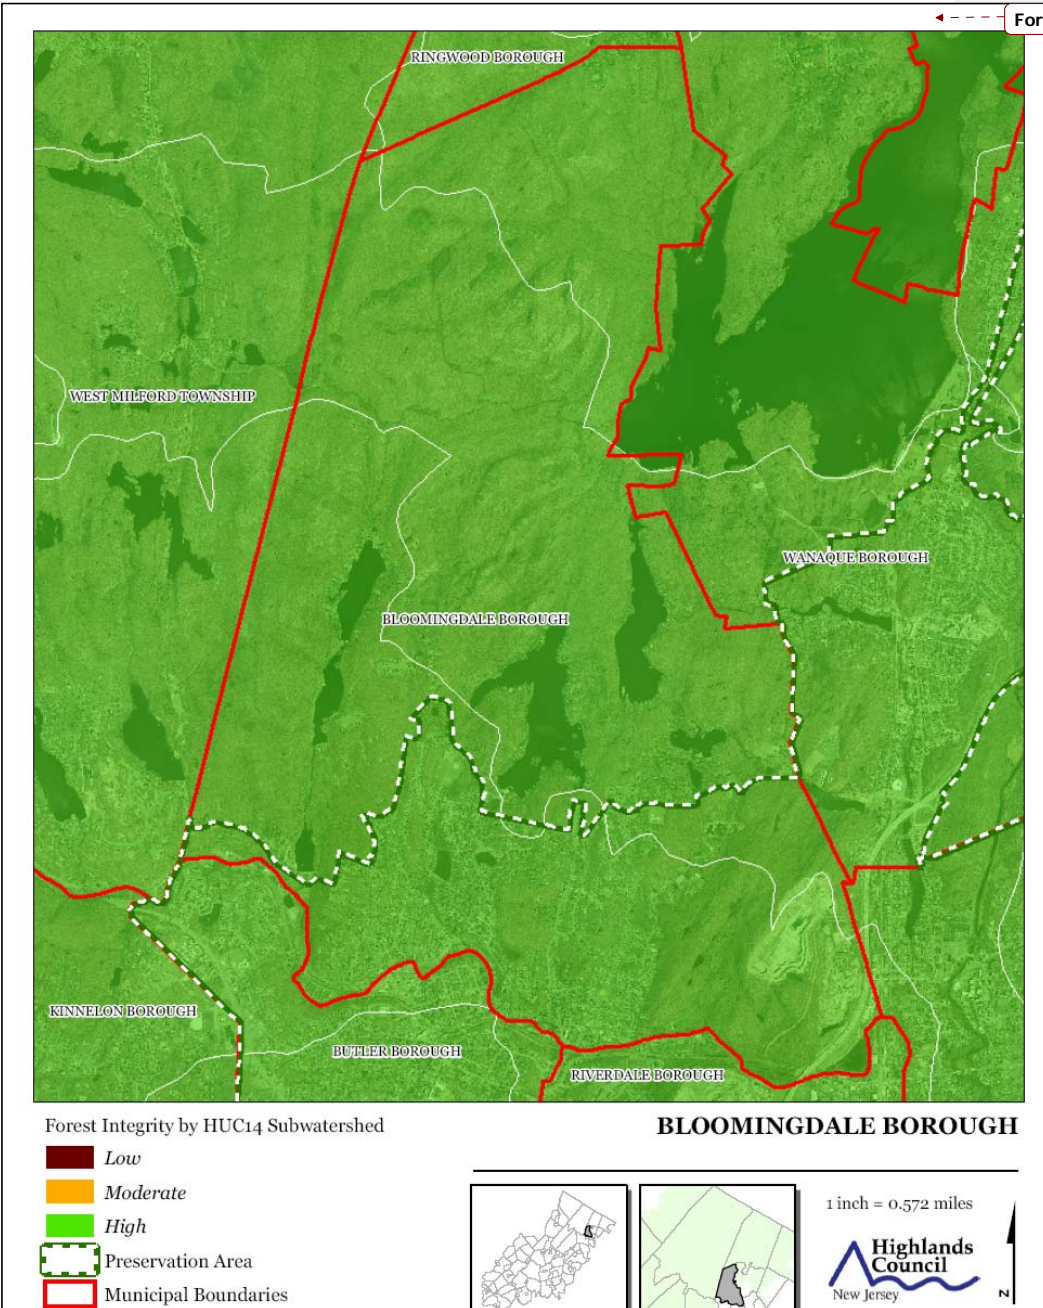 For
RINGWOOD BOROUGH
WEST MILFORD TOWNSHIP
WANAQUE BOROUGH
BLOOMINGDALE BOROUGH
KINNELON BOROUGH
BUTLER BOROUGH
RIVERDALE BOROUGH
Forest Integrity by HUC14 Subwatershed
Low
Moderate
High
Preservation Area
Municipal Boundaries
BLOOMINGDALE BOROUGH
1 inch = 0.572 miles
Highlands
Council
New Jersey
N